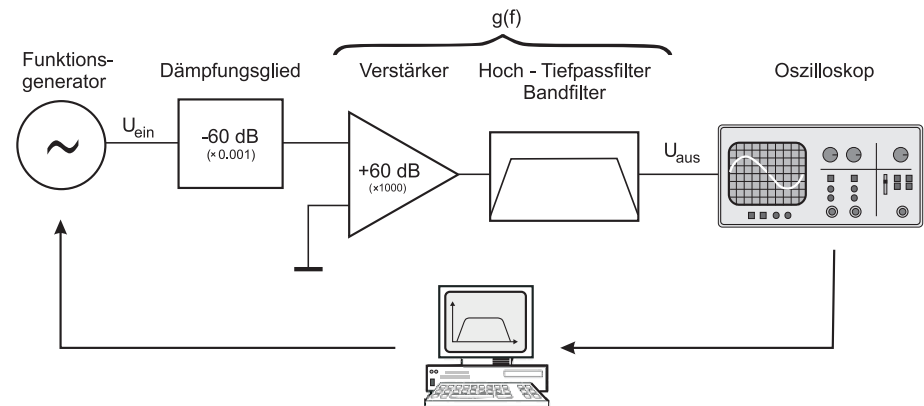 g(f)
Funktions-
generator
Dämpfungsglied
Verstärker
Hoch - Tiefpassfilter
Bandfilter
Oszilloskop
~
U_ein
-60 dB
(×0.001)
+60 dB
(×1000)
U_aus